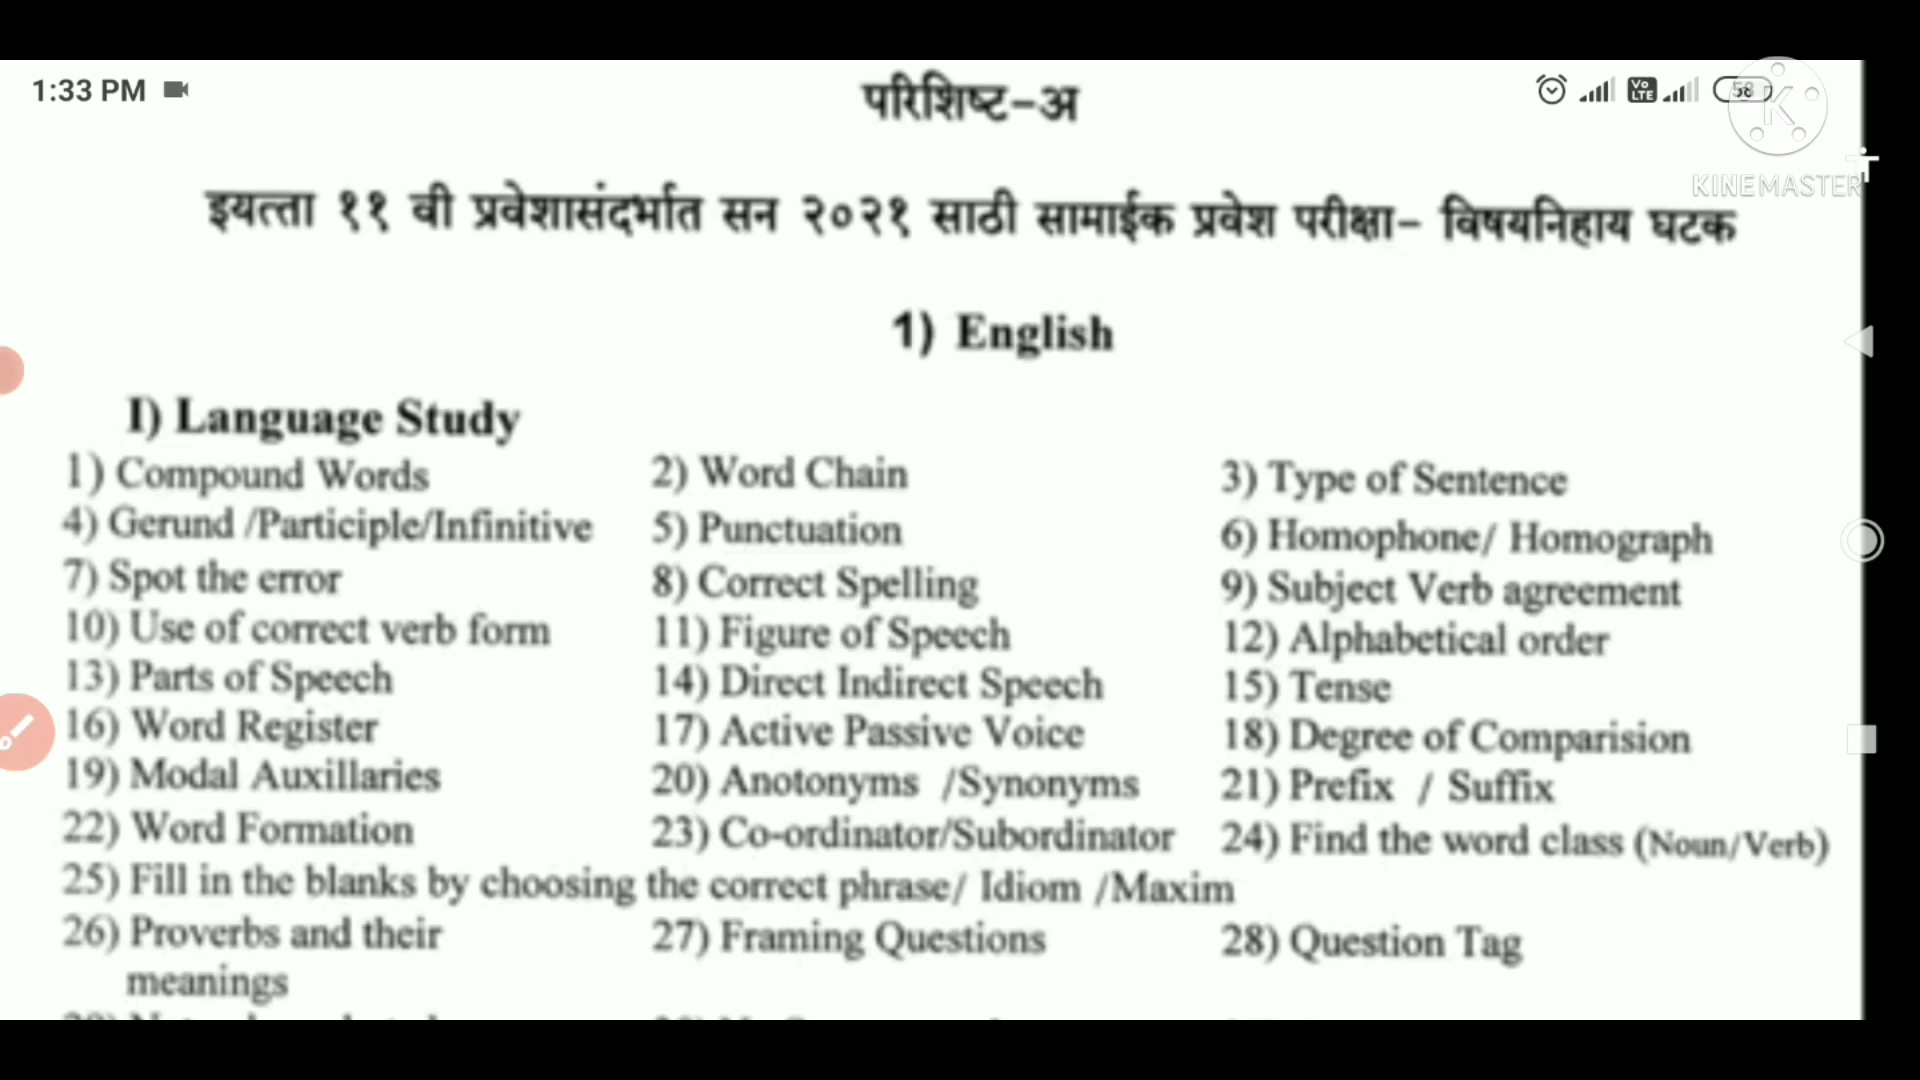 1:33 PM
परिशिष्ट-अ
Vo LTE
58
K
KINEMASTER
इयत्ता ११ वी प्रवेशासंदर्भात सन २०२१ साठी सामाईक प्रवेश परीक्षा- विषयनिहाय घटक
1) English
I) Language Study
1) Compound Words 2) Word Chain 3) Type of Sentence
4) Gerund /Participle/Infinitive 5) Punctuation 6) Homophone/ Homograph
7) Spot the error 8) Correct Spelling 9) Subject Verb agreement
10) Use of correct verb form 11) Figure of Speech 12) Alphabetical order
13) Parts of Speech 14) Direct Indirect Speech 15) Tense
16) Word Register 17) Active Passive Voice 18) Degree of Comparision
19) Modal Auxillaries 20) Anotonyms /Synonyms 21) Prefix / Suffix
22) Word Formation 23) Co-ordinator/Subordinator 24) Find the word class (Noun/Verb)
25) Fill in the blanks by choosing the correct phrase/ Idiom /Maxim
26) Proverbs and their 27) Framing Questions 28) Question Tag
meanings